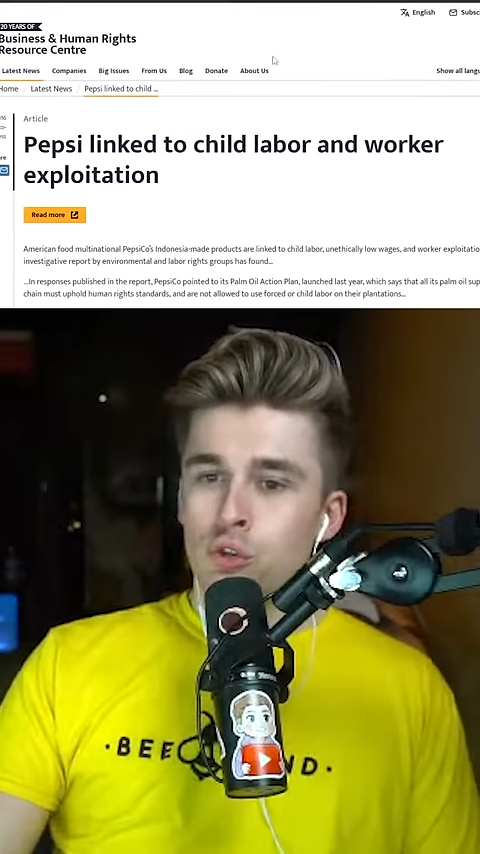 English
Subsc
20 YEARS OF
Business & Human Rights
Resource Centre
Latest News Companies Big Issues From Us Blog Donate About Us Show all langu
Home / Latest News / Pepsi linked to child ...
Article
Pepsi linked to child labor and worker
exploitation
Read more
American food multinational PepsiCo's Indonesia-made products are linked to child labor, unethically low wages, and worker exploitatio
investigative report by environmental and labor rights groups has found...
...In responses published in the report, PepsiCo pointed to its Palm Oil Action Plan, launched last year, which says that all its palm oil sup
chain must uphold human rights standards, and are not allowed to use forced or child labor on their plantations...
·BEE ND·